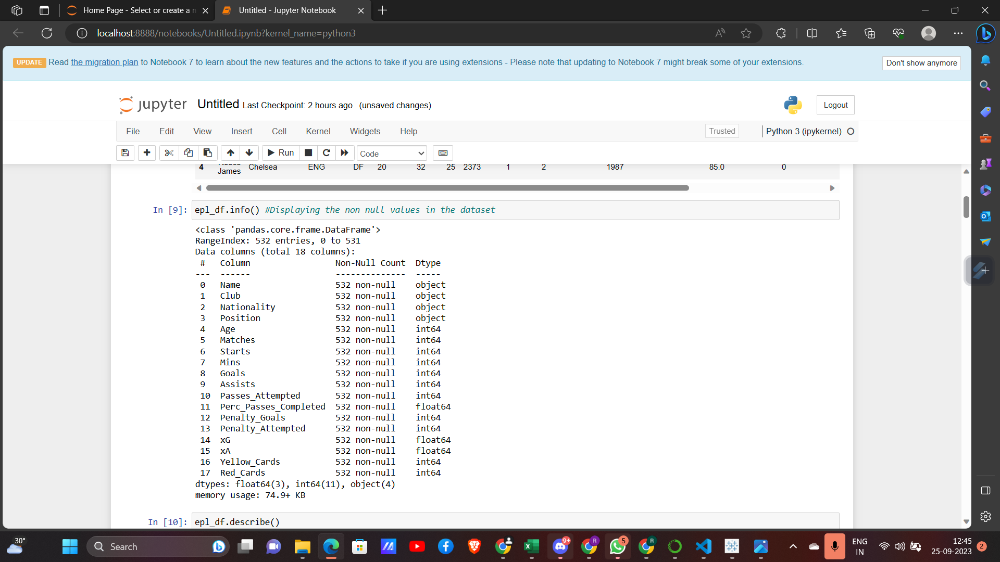 Home Page - Select or create a n
Untitled - Jupyter Notebook
localhost:8888/notebooks/Untitled.ipynb?kernel_name=python3
UPDATE Read the migration plan to Notebook 7 to learn about the new features and the actions to take if you are using extensions - Please note that updating to Notebook 7 might break some of your extensions.
Don't show anymore
jupyter Untitled Last Checkpoint: 2 hours ago (unsaved changes)
Logout
File Edit View Insert Cell Kernel Widgets Help
Trusted
Python 3 (ipykernel)
Run
Code
4 James Chelsea ENG DF 20 32 25 2373 1 2 1987 85.0 0
In [9]: epl_df.info() #Displaying the non null values in the dataset
<class 'pandas.core.frame.DataFrame'>
RangeIndex: 532 entries, 0 to 531
Data columns (total 18 columns):
# Column Non-Null Count Dtype
--- ------ -------------- -----
0 Name 532 non-null object
1 Club 532 non-null object
2 Nationality 532 non-null object
3 Position 532 non-null object
4 Age 532 non-null int64
5 Matches 532 non-null int64
6 Starts 532 non-null int64
7 Mins 532 non-null int64
8 Goals 532 non-null int64
9 Assists 532 non-null int64
10 Passes_Attempted 532 non-null int64
11 Perc_Passes_Completed 532 non-null float64
12 Penalty_Goals 532 non-null int64
13 Penalty_Attempted 532 non-null int64
14 xG 532 non-null float64
15 xA 532 non-null float64
16 Yellow_Cards 532 non-null int64
17 Red_Cards 532 non-null int64
dtypes: float64(3), int64(11), object(4)
memory usage: 74.9+ KB
In [10]: epl_df.describe()
30°
Search
9+
R
5
R
ENG
IN
12:45
25-09-2023
2